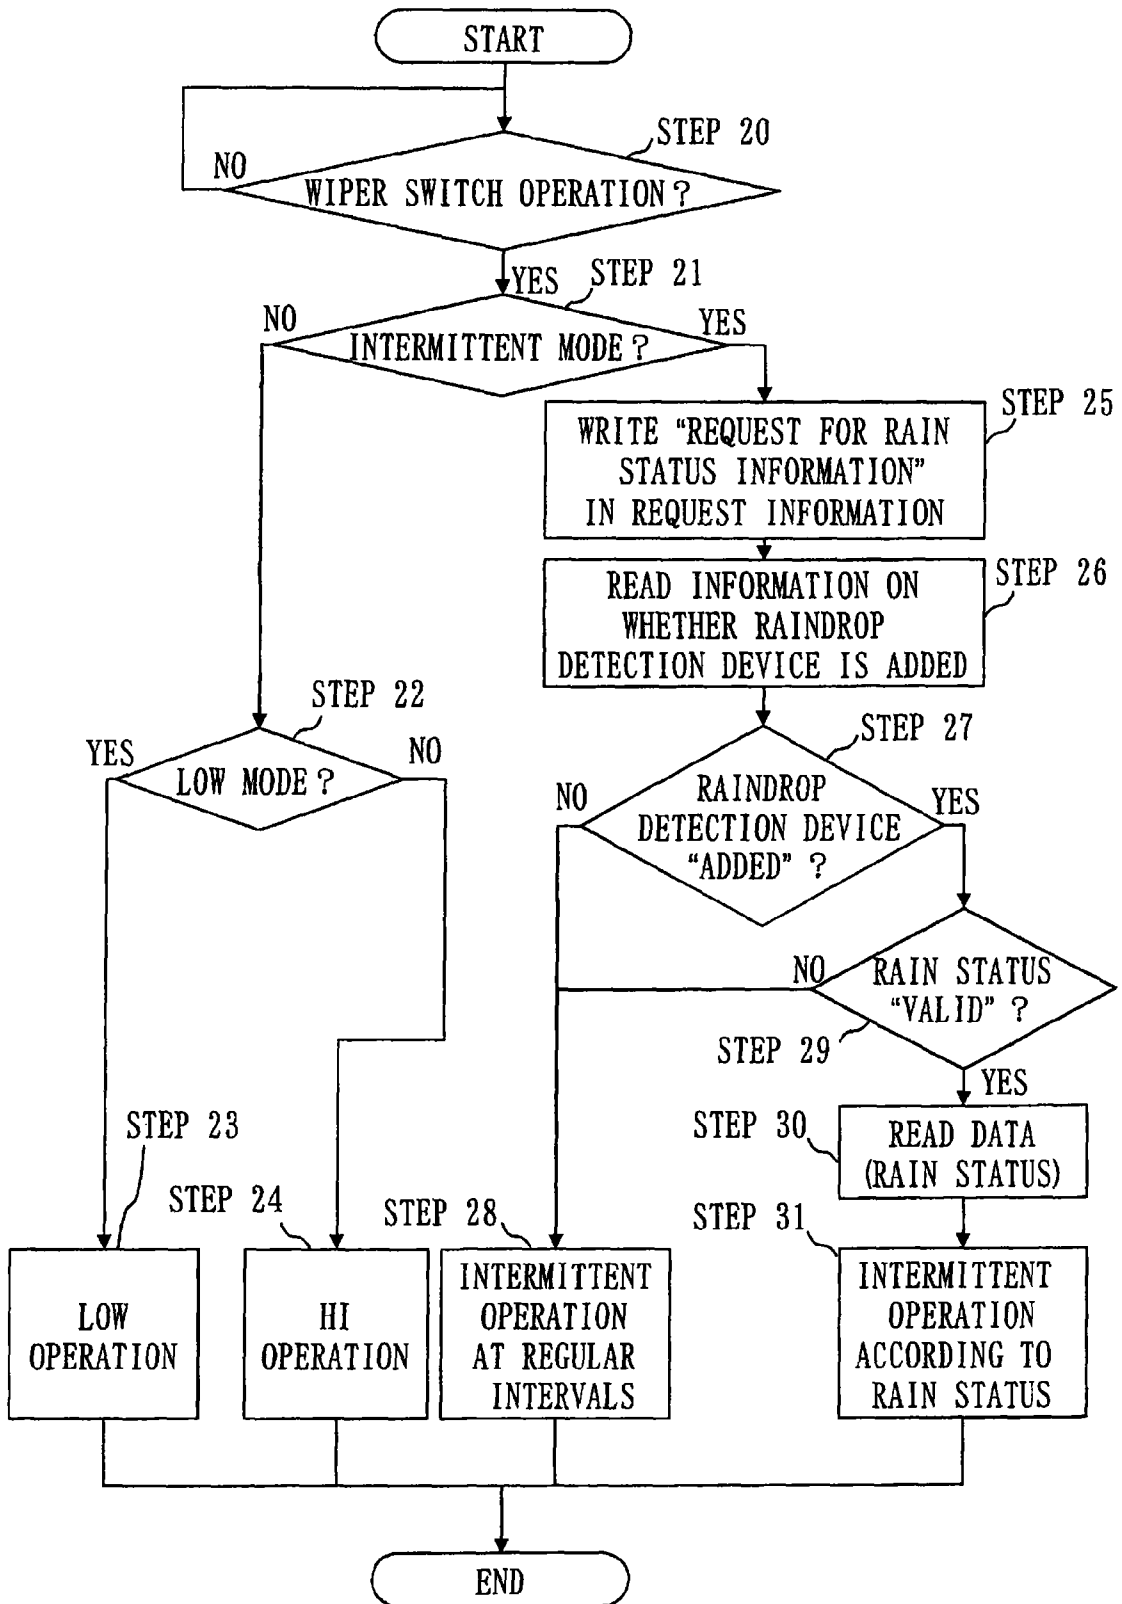 START
STEP 20
NO
WIPER SWITCH OPERATION?
YES
STEP 21
NO
YES
INTERMITTENT MODE?
STEP 25
WRITE “REQUEST FOR RAIN
STATUS INFORMATION”
IN REQUEST INFORMATION
STEP 26
READ INFORMATION ON
WHETHER RAINDROP
DETECTION DEVICE IS ADDED
STEP 22
YES
NO
LOW MODE?
STEP 27
NO
YES
RAINDROP
DETECTION DEVICE
“ADDED” ?
NO
RAIN STATUS
“VALID” ?
STEP 29
YES
STEP 30
READ DATA
(RAIN STATUS)
STEP 23
LOW
OPERATION
STEP 24
HI
OPERATION
STEP 28
INTERMITTENT
OPERATION
AT REGULAR
INTERVALS
STEP 31
INTERMITTENT
OPERATION
ACCORDING TO
RAIN STATUS
END